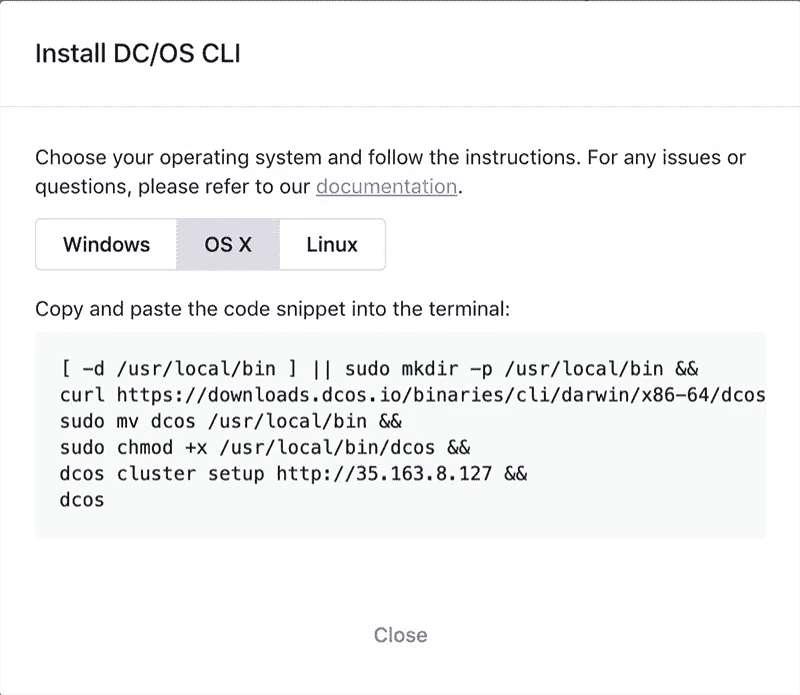 Install DC/OS CLI
Choose your operating system and follow the instructions. For any issues or
questions, please refer to our documentation.
Windows OS X Linux
Copy and paste the code snippet into the terminal:
[ -d /usr/local/bin ] || sudo mkdir -p /usr/local/bin &&
curl https://downloads.dcos.io/binaries/cli/darwin/x86-64/dcos
sudo mv dcos /usr/local/bin &&
sudo chmod +x /usr/local/bin/dcos &&
dcos cluster setup http://35.163.8.127 &&
dcos
Close